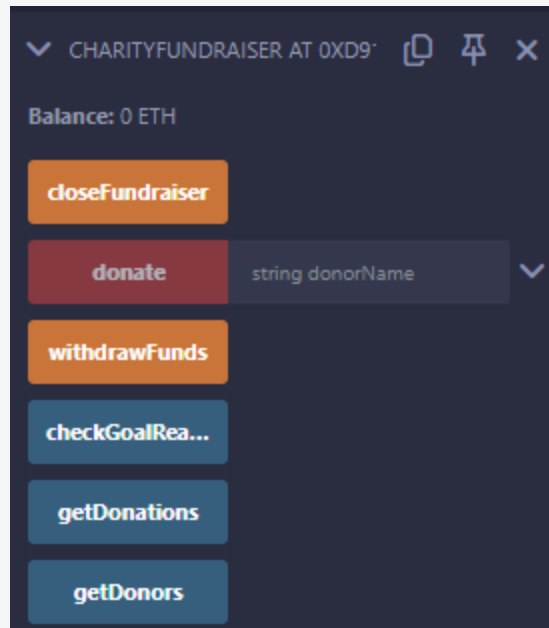 CHARITYFUNDRAISER AT 0XD9
Balance: 0 ETH
closeFundraiser
donate string donorName
withdrawFunds
checkGoalRea...
getDonations
getDonors